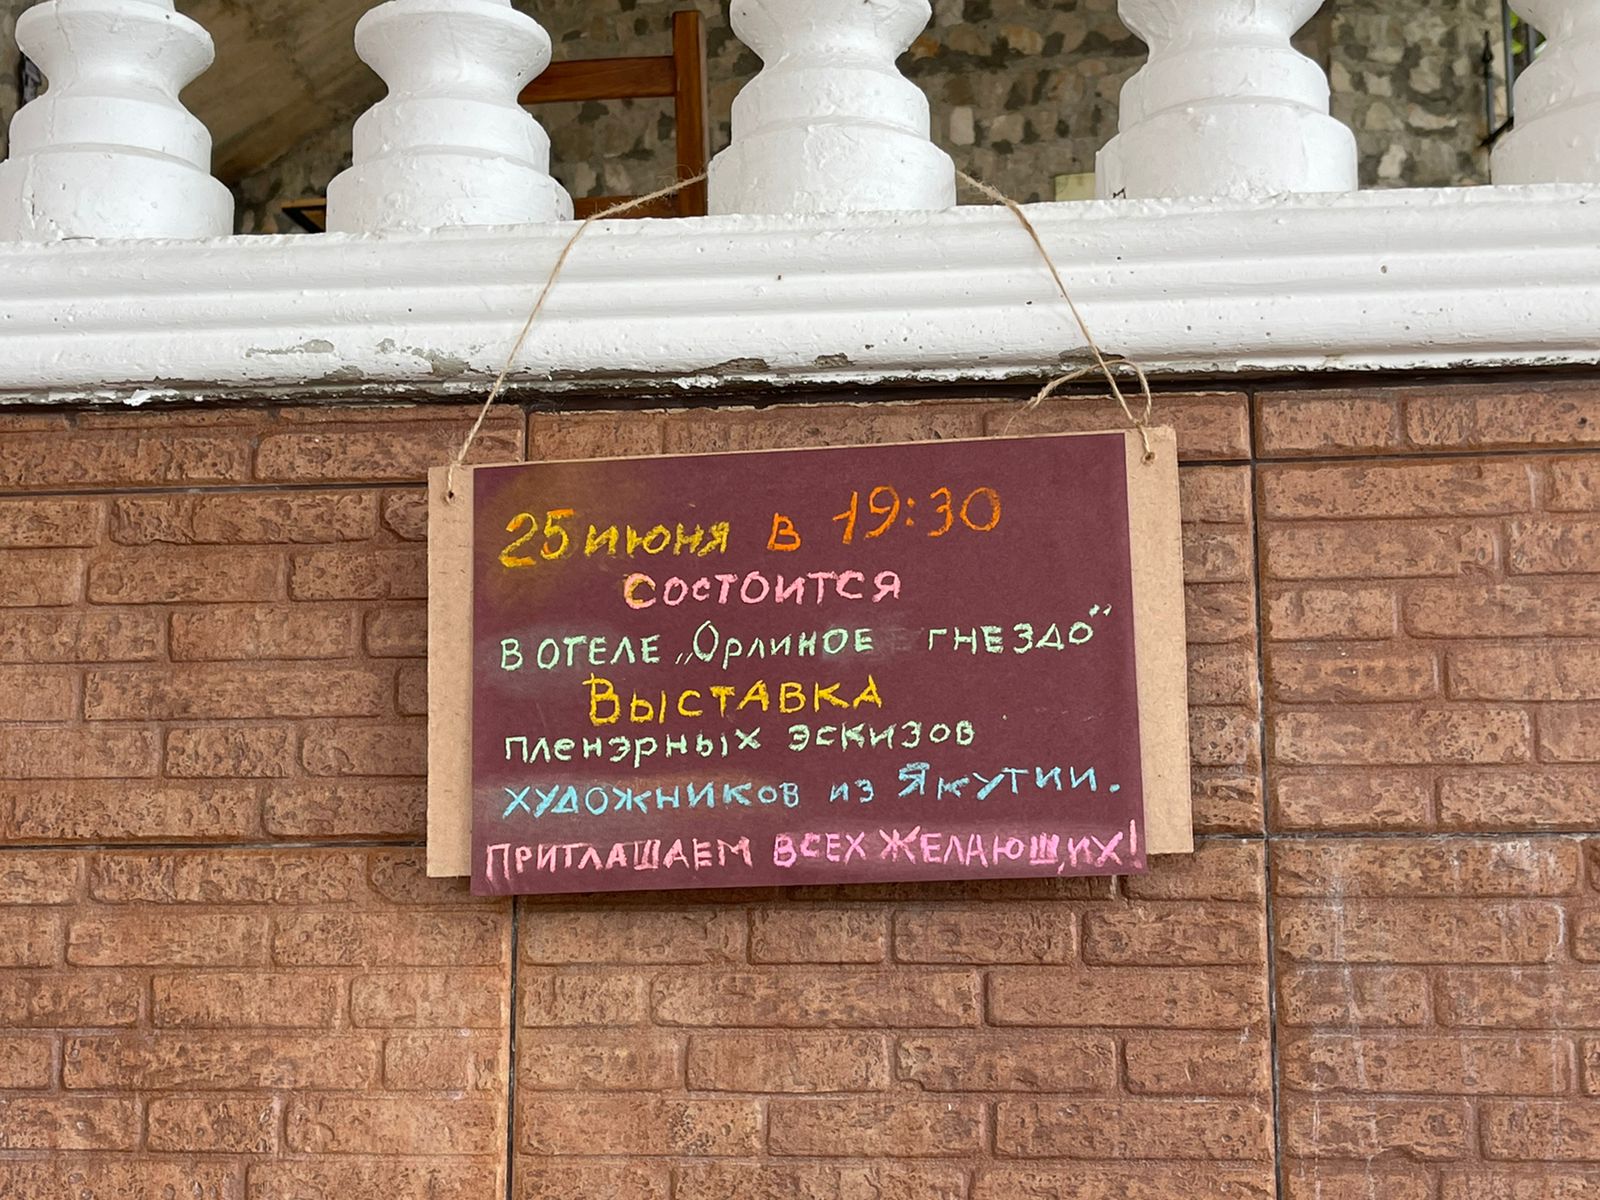 25 июня в 19:30
состоится
в отеле „Орлиное гнездо"
Выставка
пленэрных эскизов
художников из Якутии.
Приглашаем всех желающих!